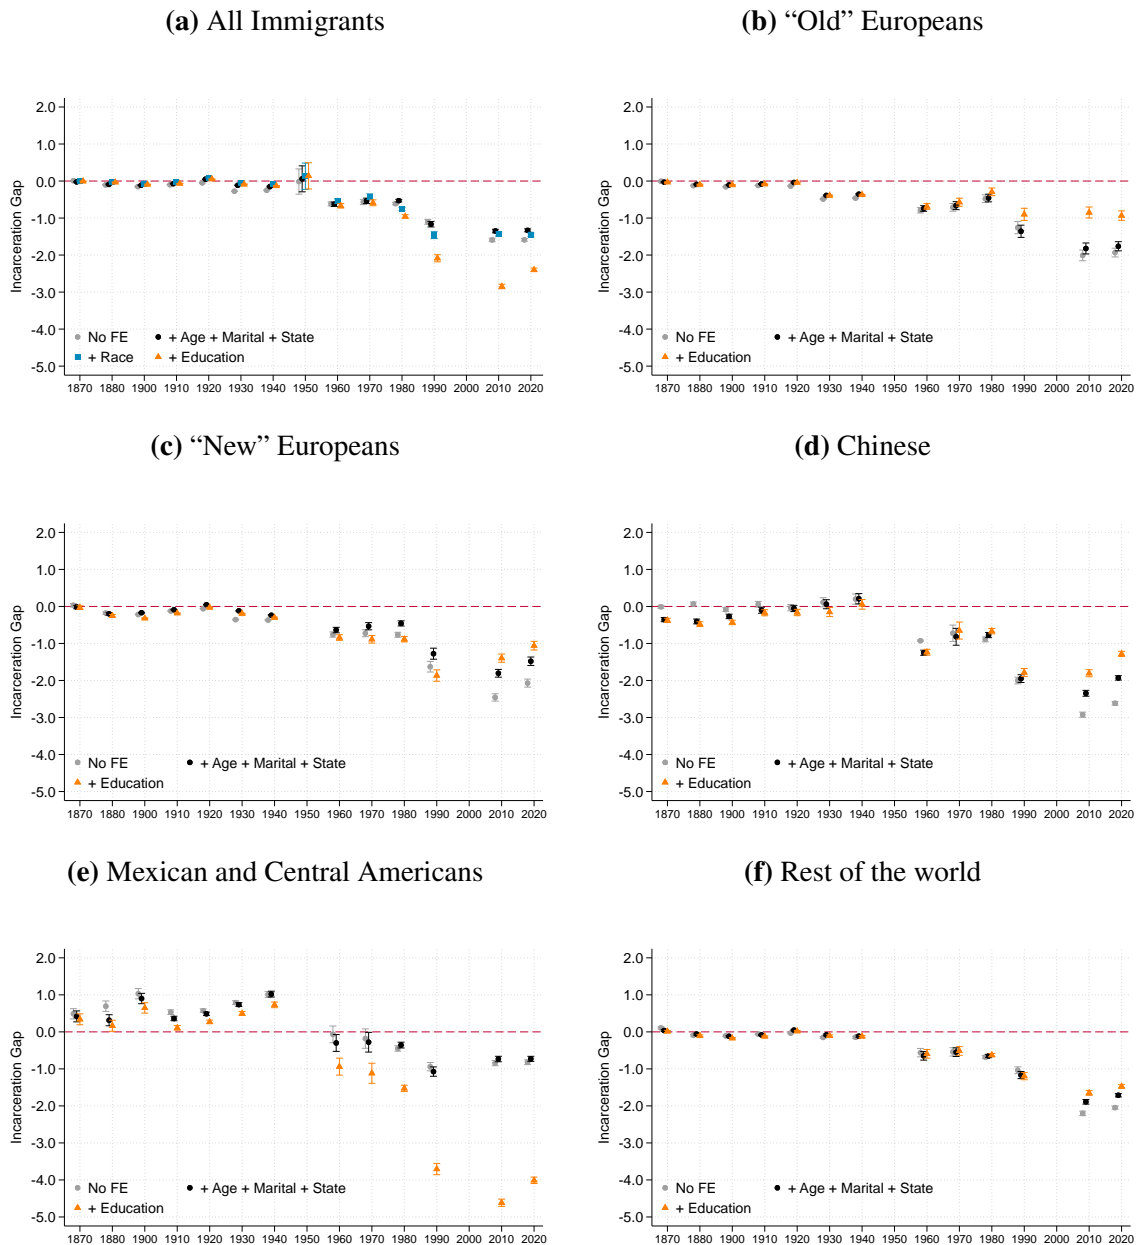 (a) All Immigrants
2.0
1.0
0.0
-1.0
-2.0
-3.0
-4.0
-5.0
Incarceration Gap
No FE
+ Age + Marital + State
+ Race
+ Education
1870 1880 1900 1910 1920 1930 1940 1950 1960 1970 1980 1990 2000 2010 2020
(b) “Old” Europeans
2.0
1.0
0.0
-1.0
-2.0
-3.0
-4.0
-5.0
Incarceration Gap
No FE
+ Age + Marital + State
+ Education
1870 1880 1900 1910 1920 1930 1940 1960 1970 1980 1990 2000 2010 2020
(c) “New” Europeans
2.0
1.0
0.0
-1.0
-2.0
-3.0
-4.0
-5.0
Incarceration Gap
No FE
+ Age + Marital + State
+ Education
1870 1880 1900 1910 1920 1930 1940 1960 1970 1980 1990 2000 2010 2020
(d) Chinese
2.0
1.0
0.0
-1.0
-2.0
-3.0
-4.0
-5.0
Incarceration Gap
No FE
+ Age + Marital + State
+ Education
1870 1880 1900 1910 1920 1930 1940 1960 1970 1980 1990 2000 2010 2020
(e) Mexican and Central Americans
2.0
1.0
0.0
-1.0
-2.0
-3.0
-4.0
-5.0
Incarceration Gap
No FE
+ Age + Marital + State
+ Education
1870 1880 1900 1910 1920 1930 1940 1960 1970 1980 1990 2000 2010 2020
(f) Rest of the world
2.0
1.0
0.0
-1.0
-2.0
-3.0
-4.0
-5.0
Incarceration Gap
No FE
+ Age + Marital + State
+ Education
1870 1880 1900 1910 1920 1930 1940 1960 1970 1980 1990 2000 2010 2020